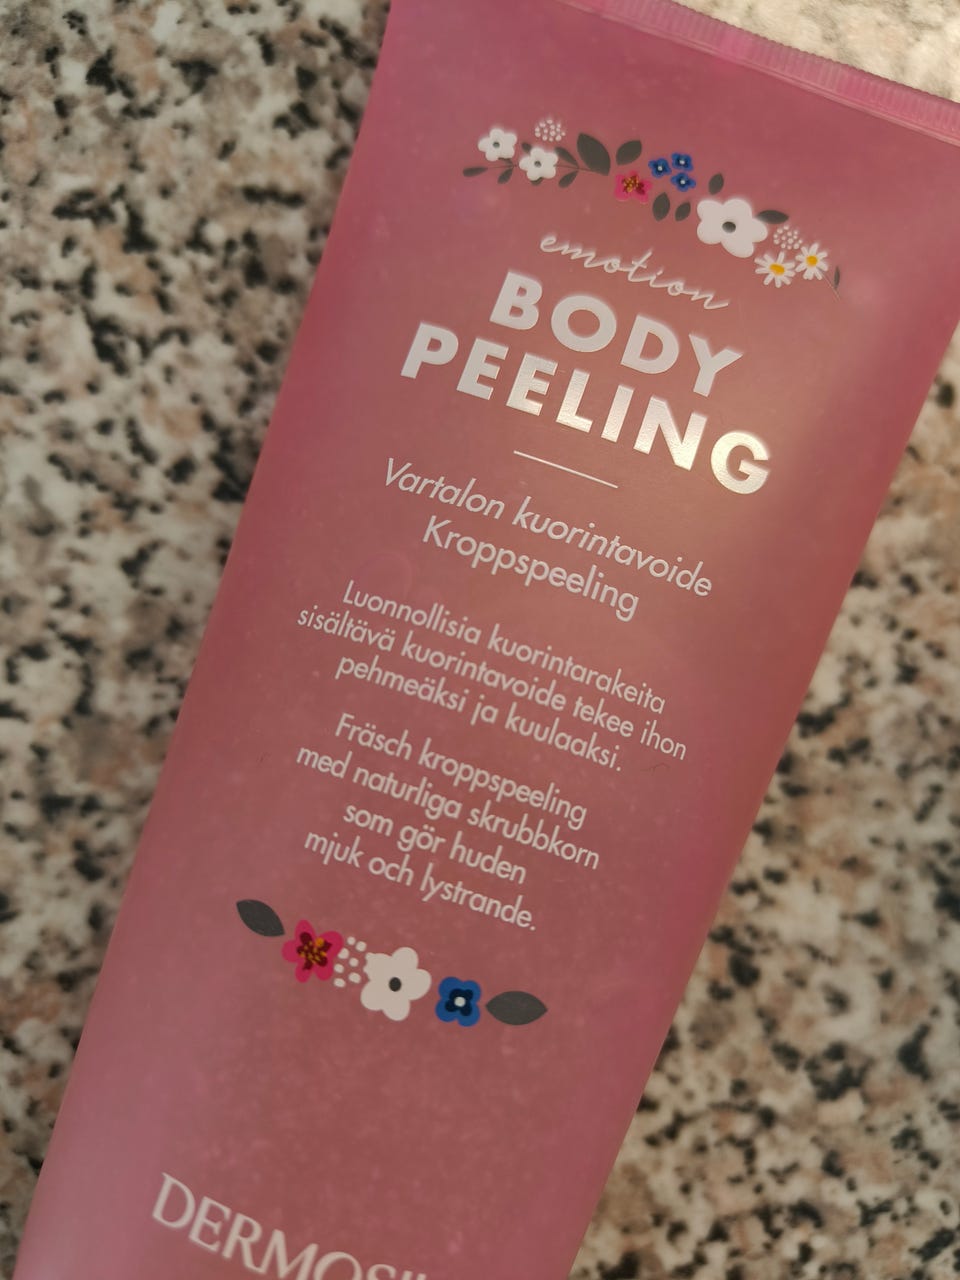 emotion
BODY
PEELING
Vartalon kuorintavoide
Kroppspeeling
Luonnollisia kuorintarakeita
sisältävä kuorintavoide tekee ihon
pehmeäksi ja kuulaaksi.
Fräsch kroppspeeling
med naturliga skrubbkorn
som gör huden
mjuk och lystrande.